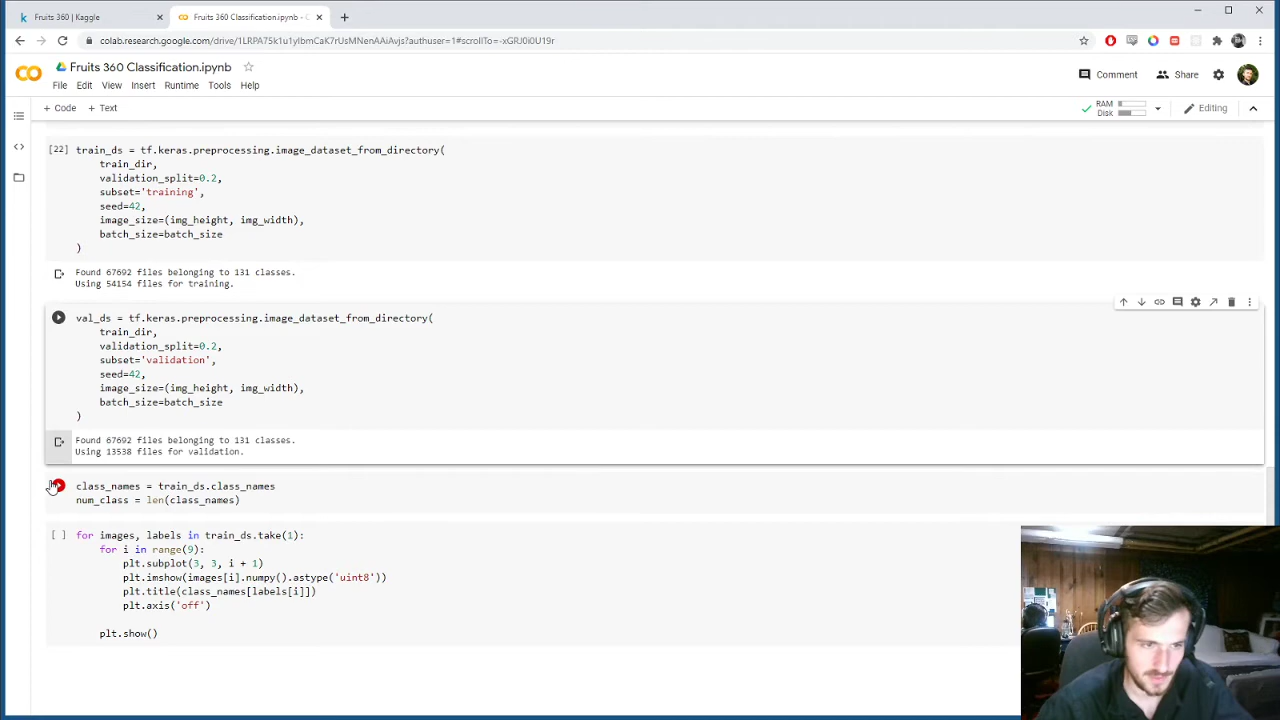 Fruits 360 | Kaggle
Fruits 360 Classification.ipynb - C
colab.research.google.com/drive/1LRPA75k1u1yIbmCaK7rUsMNenAAiAvjs?authuser=1#scrollTo=-xGRJ0i0U19r
Fruits 360 Classification.ipynb
Comment
Share
File Edit View Insert Runtime Tools Help
+ Code + Text
RAM
Disk
Editing
[22] train_ds = tf.keras.preprocessing.image_dataset_from_directory(
train_dir,
validation_split=0.2,
subset='training',
seed=42,
image_size=(img_height, img_width),
batch_size=batch_size
)
Found 67692 files belonging to 131 classes.
Using 54154 files for training.
val_ds = tf.keras.preprocessing.image_dataset_from_directory(
train_dir,
validation_split=0.2,
subset='validation',
seed=42,
image_size=(img_height, img_width),
batch_size=batch_size
)
Found 67692 files belonging to 131 classes.
Using 13538 files for validation.
class_names = train_ds.class_names
num_class = len(class_names)
[ ] for images, labels in train_ds.take(1):
for i in range(9):
plt.subplot(3, 3, i + 1)
plt.imshow(images[i].numpy().astype('uint8'))
plt.title(class_names[labels[i]])
plt.axis('off')
plt.show()